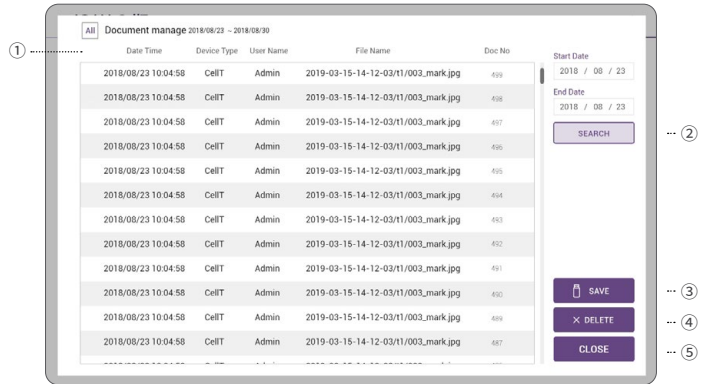 All Document manage 2018/08/23 ~ 2018/08/30
① Date Time Device Type User Name File Name Doc No
2018/08/23 10:04:58 CellT Admin 2019-03-15-14-12-03/t1/003_mark.jpg 499
2018/08/23 10:04:58 CellT Admin 2019-03-15-14-12-03/t1/003_mark.jpg 498
2018/08/23 10:04:58 CellT Admin 2019-03-15-14-12-03/t1/003_mark.jpg 497
2018/08/23 10:04:58 CellT Admin 2019-03-15-14-12-03/t1/003_mark.jpg 496
2018/08/23 10:04:58 CellT Admin 2019-03-15-14-12-03/t1/003_mark.jpg 495
2018/08/23 10:04:58 CellT Admin 2019-03-15-14-12-03/t1/003_mark.jpg 494
2018/08/23 10:04:58 CellT Admin 2019-03-15-14-12-03/t1/003_mark.jpg 493
2018/08/23 10:04:58 CellT Admin 2019-03-15-14-12-03/t1/003_mark.jpg 492
2018/08/23 10:04:58 CellT Admin 2019-03-15-14-12-03/t1/003_mark.jpg 491
2018/08/23 10:04:58 CellT Admin 2019-03-15-14-12-03/t1/003_mark.jpg 490
2018/08/23 10:04:58 CellT Admin 2019-03-15-14-12-03/t1/003_mark.jpg 489
2018/08/23 10:04:58 CellT Admin 2019-03-15-14-12-03/t1/003_mark.jpg 487
Start Date
2018 / 08 / 23
End Date
2018 / 08 / 23
SEARCH ②
SAVE ③
× DELETE ④
CLOSE ⑤